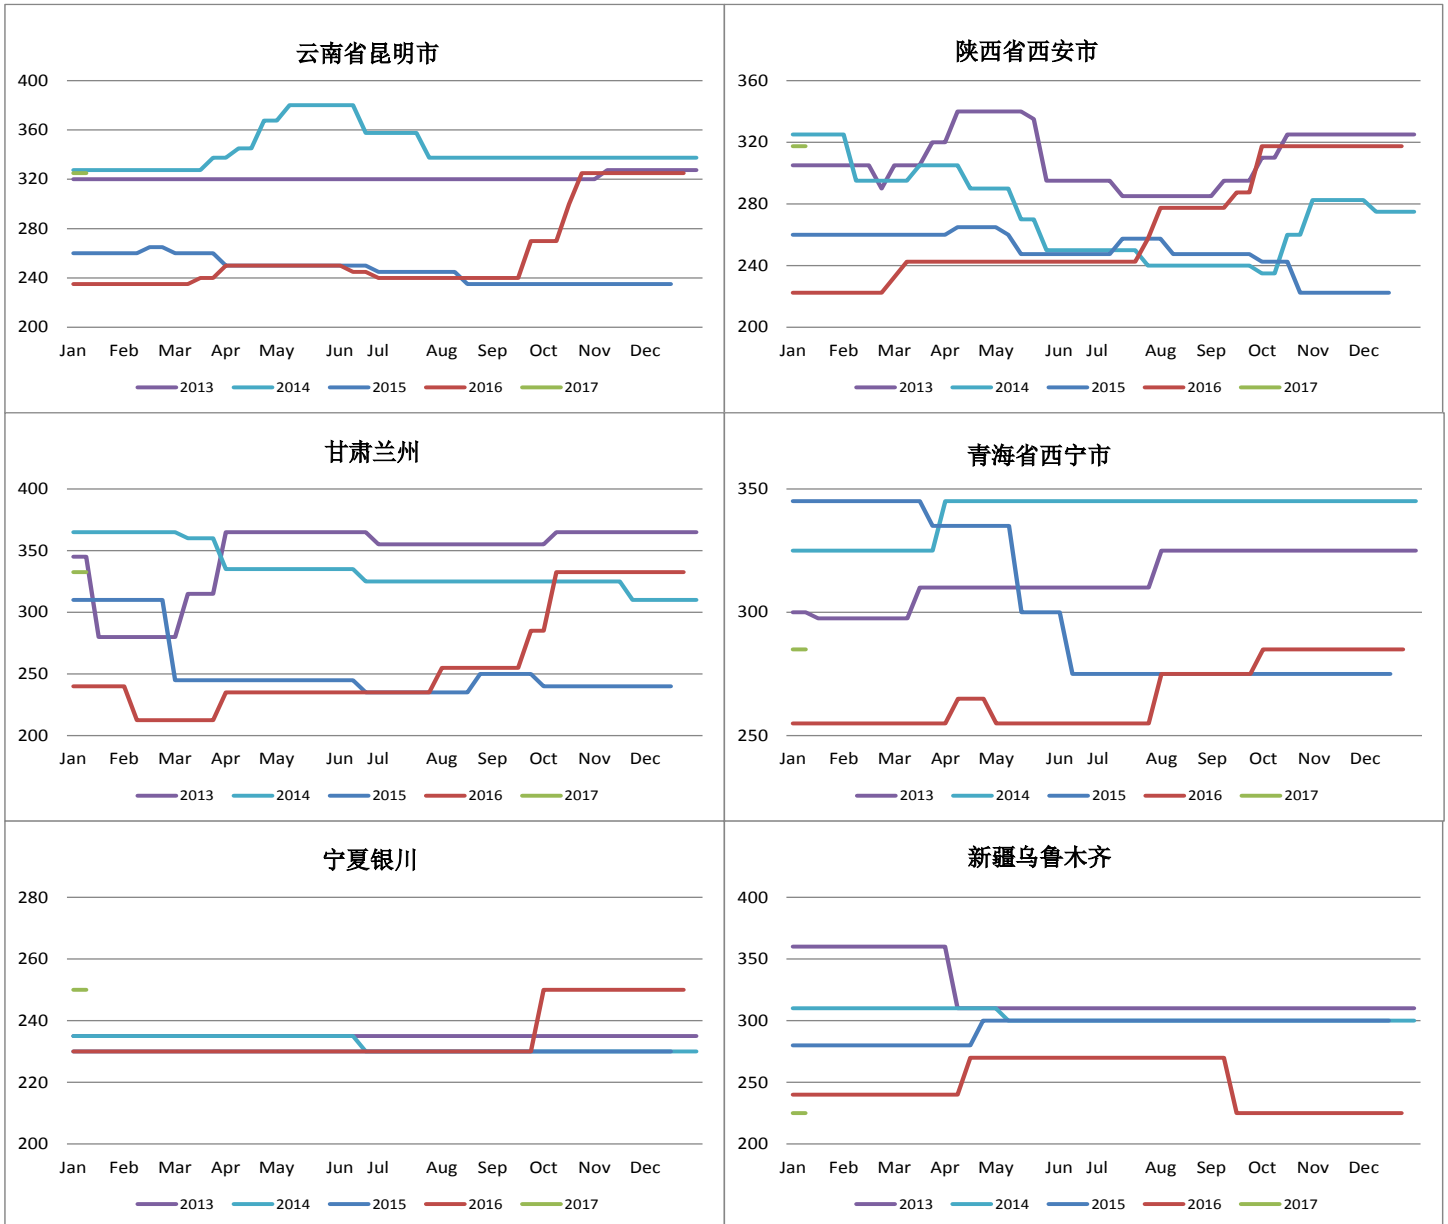 云南省昆明市
400
360
320
280
240
200
Jan Feb Mar Apr May Jun Jul Aug Sep Oct Nov Dec
2013 2014 2015 2016 2017
陕西省西安市
360
320
280
240
200
Jan Feb Mar Apr May Jun Jul Aug Sep Oct Nov Dec
2013 2014 2015 2016 2017
甘肃兰州
400
350
300
250
200
Jan Feb Mar Apr May Jun Jul Aug Sep Oct Nov Dec
2013 2014 2015 2016 2017
青海省西宁市
350
300
250
Jan Feb Mar Apr May Jun Jul Aug Sep Oct Nov Dec
2013 2014 2015 2016 2017
宁夏银川
280
260
240
220
200
Jan Feb Mar Apr May Jun Jul Aug Sep Oct Nov Dec
2013 2014 2015 2016 2017
新疆乌鲁木齐
400
350
300
250
200
Jan Feb Mar Apr May Jun Jul Aug Sep Oct Nov Dec
2013 2014 2015 2016 2017